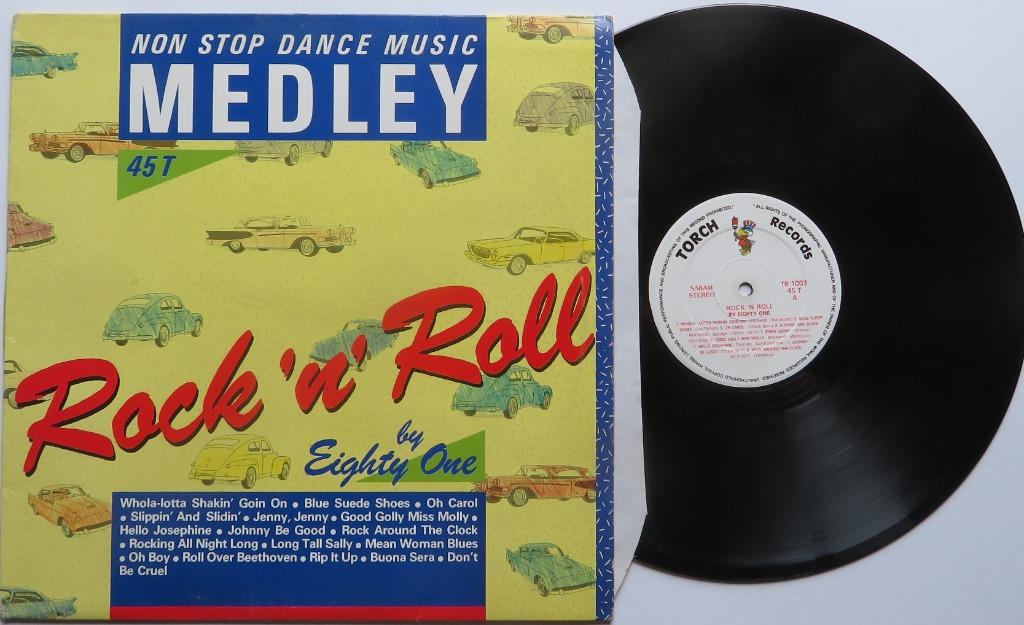 NON STOP DANCE MUSIC
MEDLEY
45 T
Rock 'n' Roll
by
Eighty One
Whola-lotta Shakin' Goin On • Blue Suede Shoes • Oh Carol
• Slippin' And Slidin' • Jenny, Jenny • Good Golly Miss Molly •
Hello Josephine • Johnny Be Good • Rock Around The Clock
• Rocking All Night Long • Long Tall Sally • Mean Woman Blues
• Oh Boy • Roll Over Beethoven • Rip It Up • Buona Sera • Don't
Be Cruel
TORCH Records
SABAM
STEREO
TR 1003
45 T
A
ROCK 'N ROLL
BY EIGHTY ONE